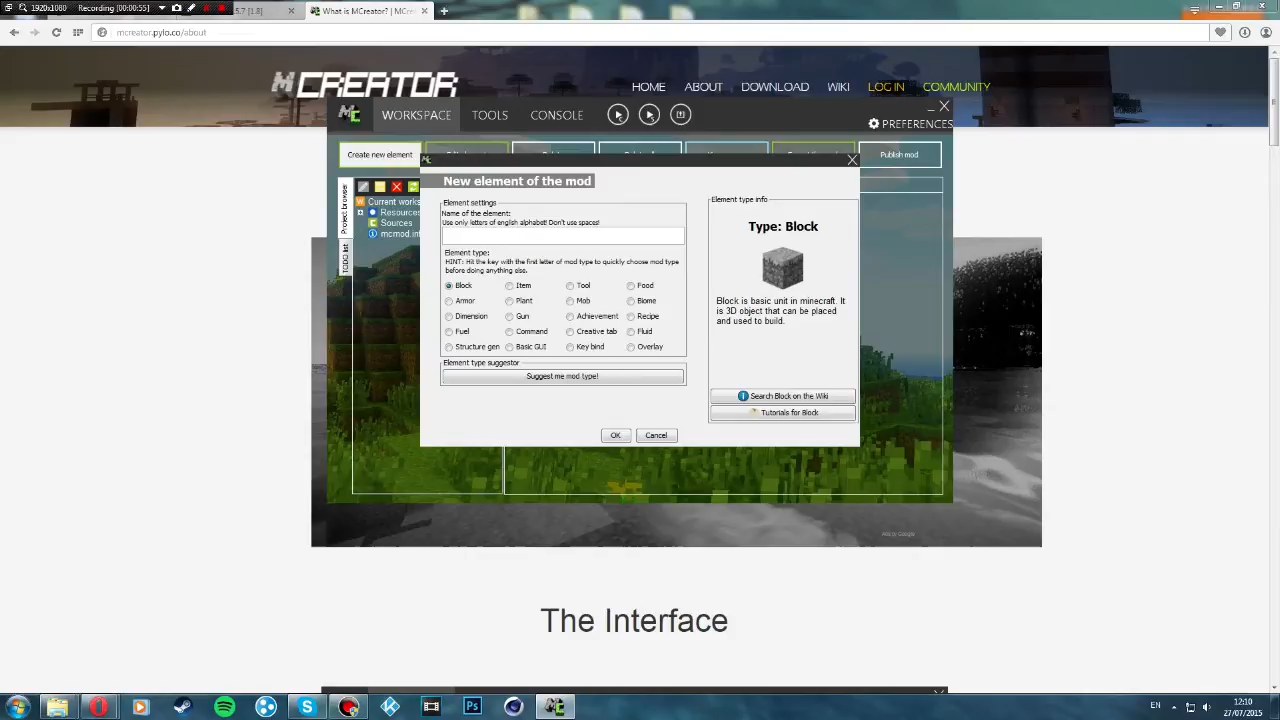 1920x1080 Recording [00:00:55]
5.7 [1.8]
What is MCreator? | MCre
mcreator.pylo.co/about
MCREATOR
HOME ABOUT DOWNLOAD WIKI LOG IN COMMUNITY
MC WORKSPACE TOOLS CONSOLE
PREFERENCES
Create new element
Publish mod
New element of the mod
Project browser
TODO list
Current works
Resources
Sources
mcmod.inf
Element settings
Name of the element:
Use only letters of english alphabet! Don't use spaces!
Element type:
HINT: Hit the key with the first letter of mod type to quickly choose mod type
before doing anything else.
Block Item Tool Food
Armor Plant Mob Biome
Dimension Gun Achievement Recipe
Fuel Command Creative tab Fluid
Structure gen Basic GUI Key bind Overlay
Element type suggestor
Suggest me mod type!
OK Cancel
Element type info
Type: Block
Block is basic unit in minecraft. It
is 3D object that can be placed
and used to build.
Search Block on the Wiki
Tutorials for Block
Ads by Google
The Interface
EN
12:10
27/07/2015